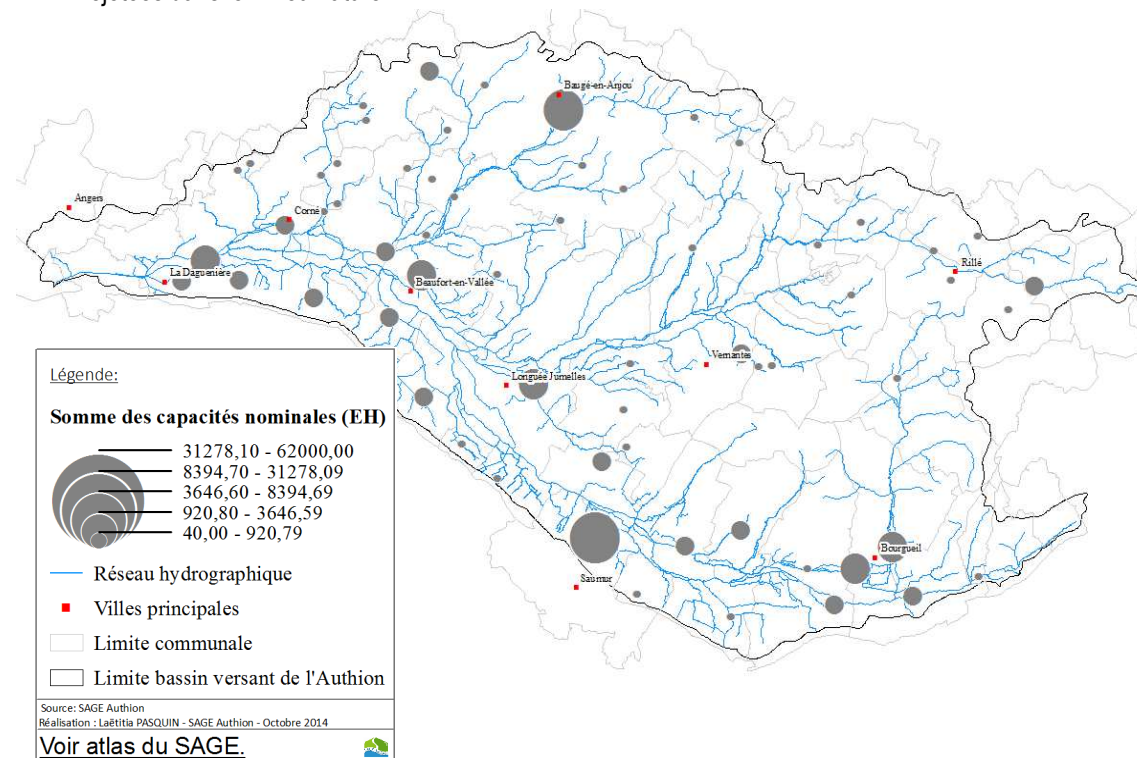 Baugé-en-Anjou
Angers
Corné
La Daguenière
Beaufort-en-Vallée
Rillé
Vernantes
Longué Jumelles
Bourgueil
Saumur
Légende:
Somme des capacités nominales (EH)
31278,10 - 62000,00
8394,70 - 31278,09
3646,60 - 8394,69
920,80 - 3646,59
40,00 - 920,79
Réseau hydrographique
Villes principales
Limite communale
Limite bassin versant de l'Authion
Source: SAGE Authion
Réalisation : Laëtitia PASQUIN - SAGE Authion - Octobre 2014
Voir atlas du SAGE.